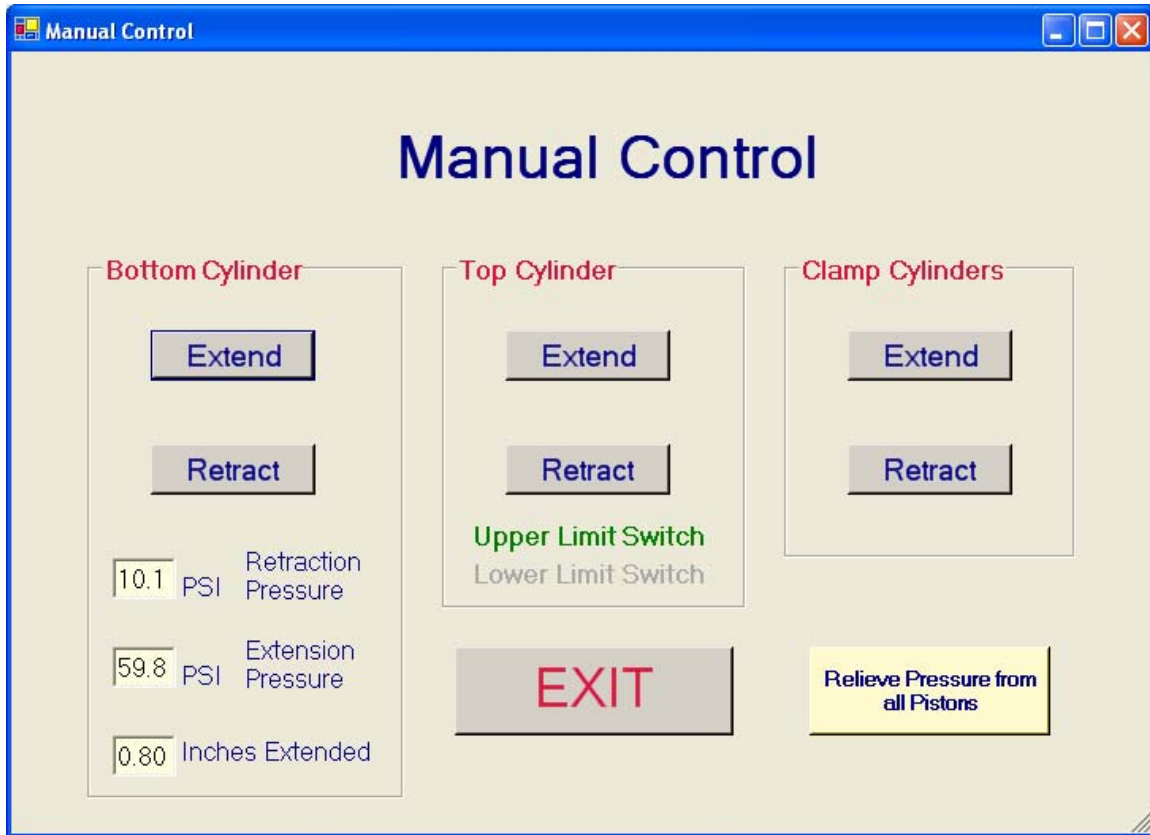 Manual Control
Manual Control
Bottom Cylinder
Extend
Retract
10.1 PSI Retraction
Pressure
59.8 PSI Extension
Pressure
0.80 Inches Extended
Top Cylinder
Extend
Retract
Upper Limit Switch
Lower Limit Switch
Clamp Cylinders
Extend
Retract
EXIT
Relieve Pressure from
all Pistons